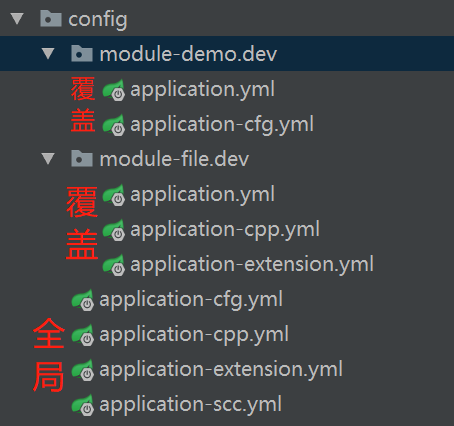 config
module-demo.dev
覆盖
application.yml
application-cfg.yml
module-file.dev
覆盖
application.yml
application-cpp.yml
application-extension.yml
全局
application-cfg.yml
application-cpp.yml
application-extension.yml
application-scc.yml